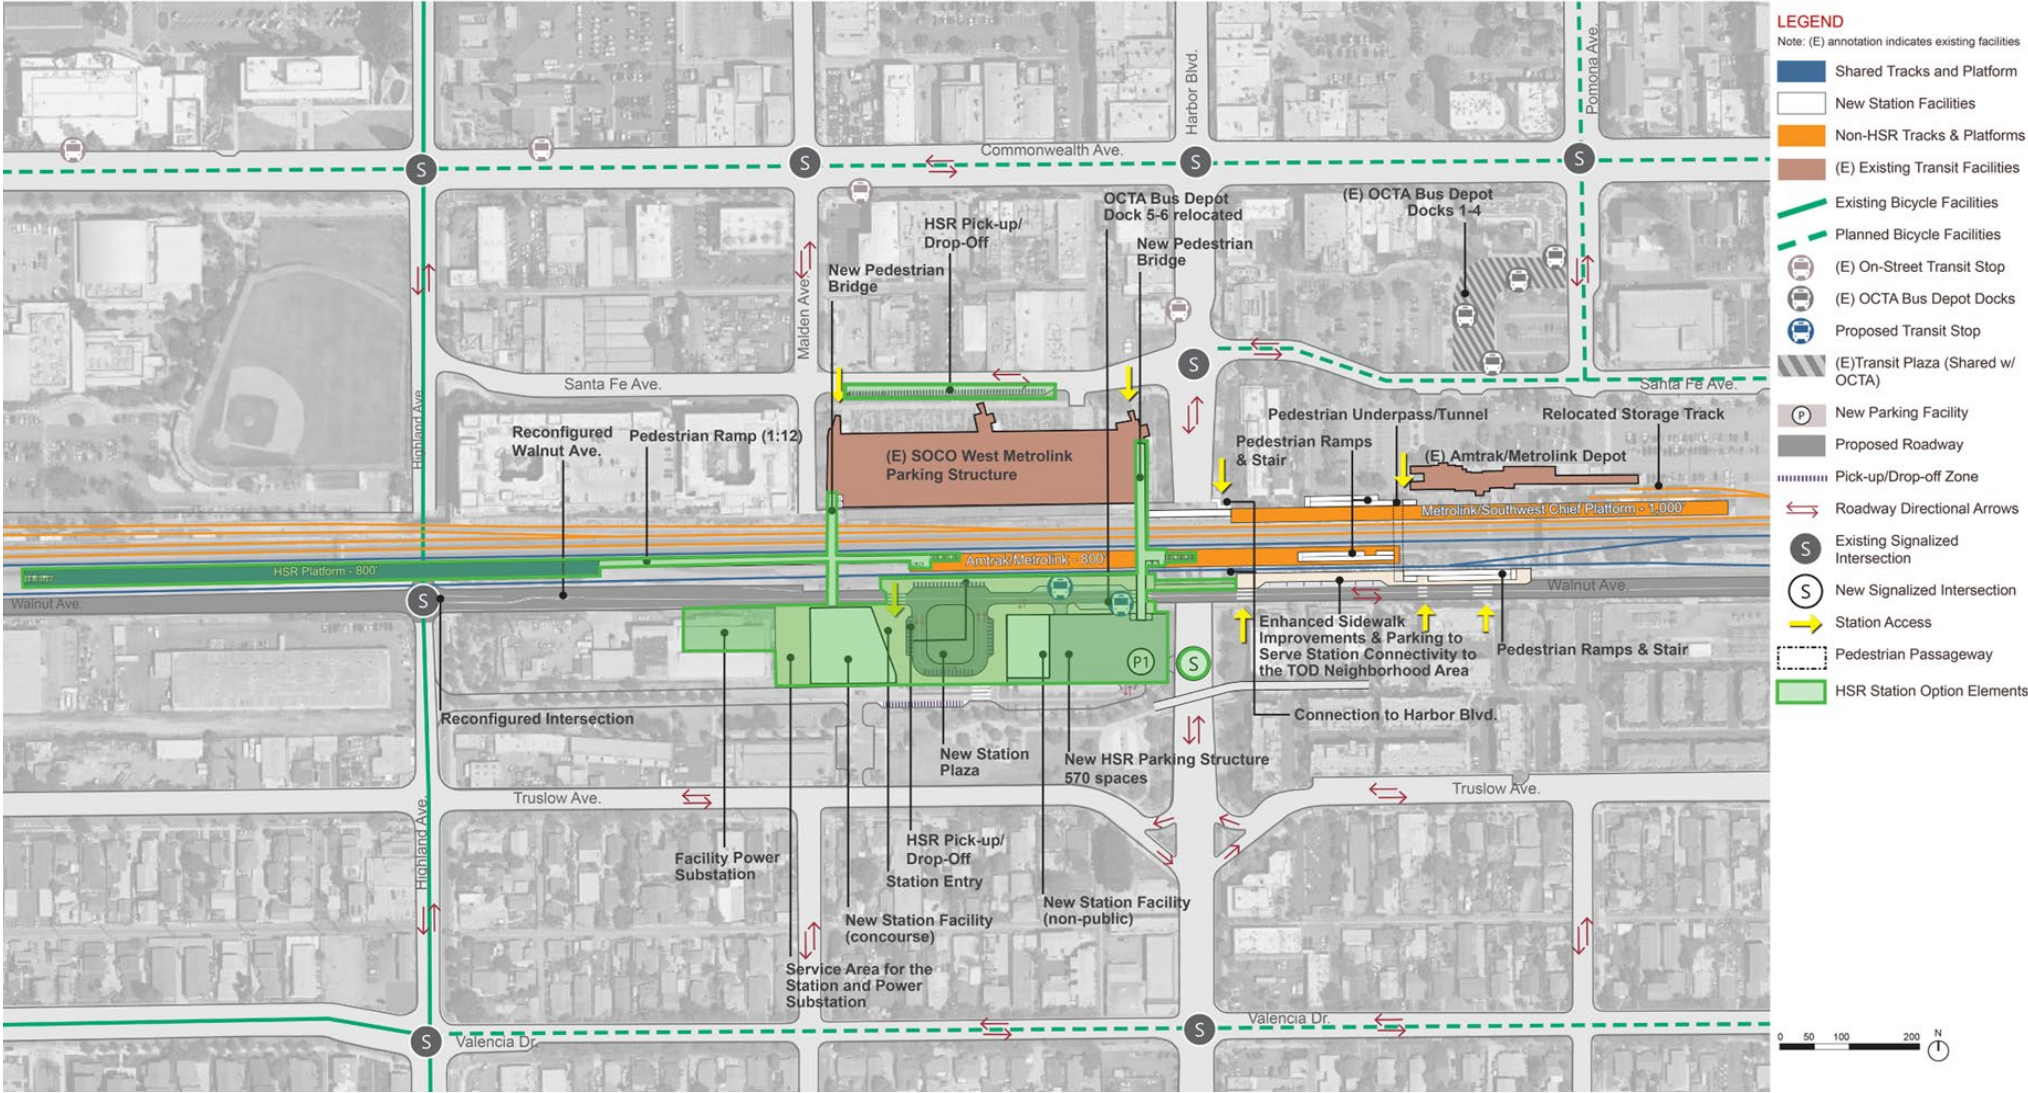 Harbor Blvd.
Pomona Ave.
Commonwealth Ave.
S
S
S
S
OCTA Bus Depot
Dock 5-6 relocated
(E) OCTA Bus Depot
Docks 1-4
HSR Pick-up/
Drop-Off
New Pedestrian
Bridge
New Pedestrian
Bridge
Malden Ave.
S
Santa Fe Ave.
Santa Fe Ave.
Highland Ave.
Reconfigured
Walnut Ave.
Pedestrian Ramp (1:12)
(E) SOCO West Metrolink
Parking Structure
Pedestrian Underpass/Tunnel
Relocated Storage Track
Pedestrian Ramps
& Stair
(E) Amtrak/Metrolink Depot
Metrolink/Southwest Chief Platform - 1,000'
Amtrak/Metrolink - 800'
HSR Platform - 800'
Walnut Ave.
Walnut Ave.
S
Enhanced Sidewalk
Improvements & Parking to
Serve Station Connectivity to
the TOD Neighborhood Area
Pedestrian Ramps & Stair
P1
S
Reconfigured Intersection
Connection to Harbor Blvd.
New Station
Plaza
New HSR Parking Structure
570 spaces
Truslow Ave.
Truslow Ave.
Highland Ave.
Facility Power
Substation
HSR Pick-up/
Drop-Off
Station Entry
New Station Facility
(concourse)
New Station Facility
(non-public)
Service Area for the
Station and Power
Substation
S
Valencia Dr.
S
Valencia Dr.
LEGEND
Note: (E) annotation indicates existing facilities
Shared Tracks and Platform
New Station Facilities
Non-HSR Tracks & Platforms
(E) Existing Transit Facilities
Existing Bicycle Facilities
Planned Bicycle Facilities
(E) On-Street Transit Stop
(E) OCTA Bus Depot Docks
Proposed Transit Stop
(E)Transit Plaza (Shared w/
OCTA)
P New Parking Facility
Proposed Roadway
Pick-up/Drop-off Zone
Roadway Directional Arrows
S Existing Signalized
Intersection
S New Signalized Intersection
Station Access
Pedestrian Passageway
HSR Station Option Elements
0 50 100 200
N